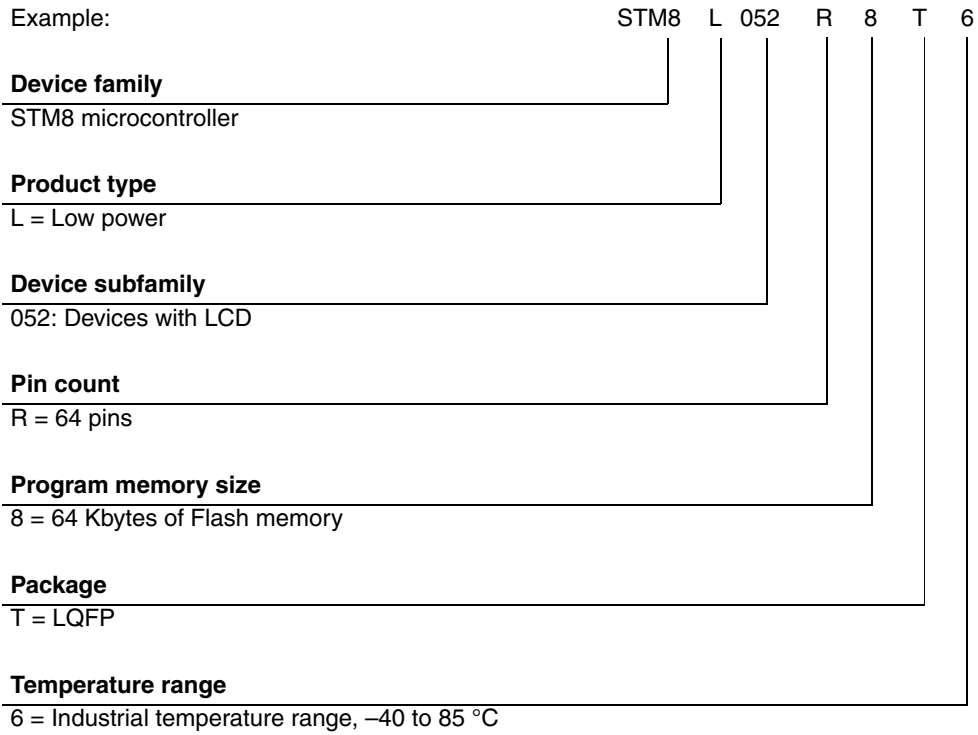 Example: STM8 L 052 R 8 T 6
Device family
STM8 microcontroller
Product type
L = Low power
Device subfamily
052: Devices with LCD
Pin count
R = 64 pins
Program memory size
8 = 64 Kbytes of Flash memory
Package
T = LQFP
Temperature range
6 = Industrial temperature range, –40 to 85 °C